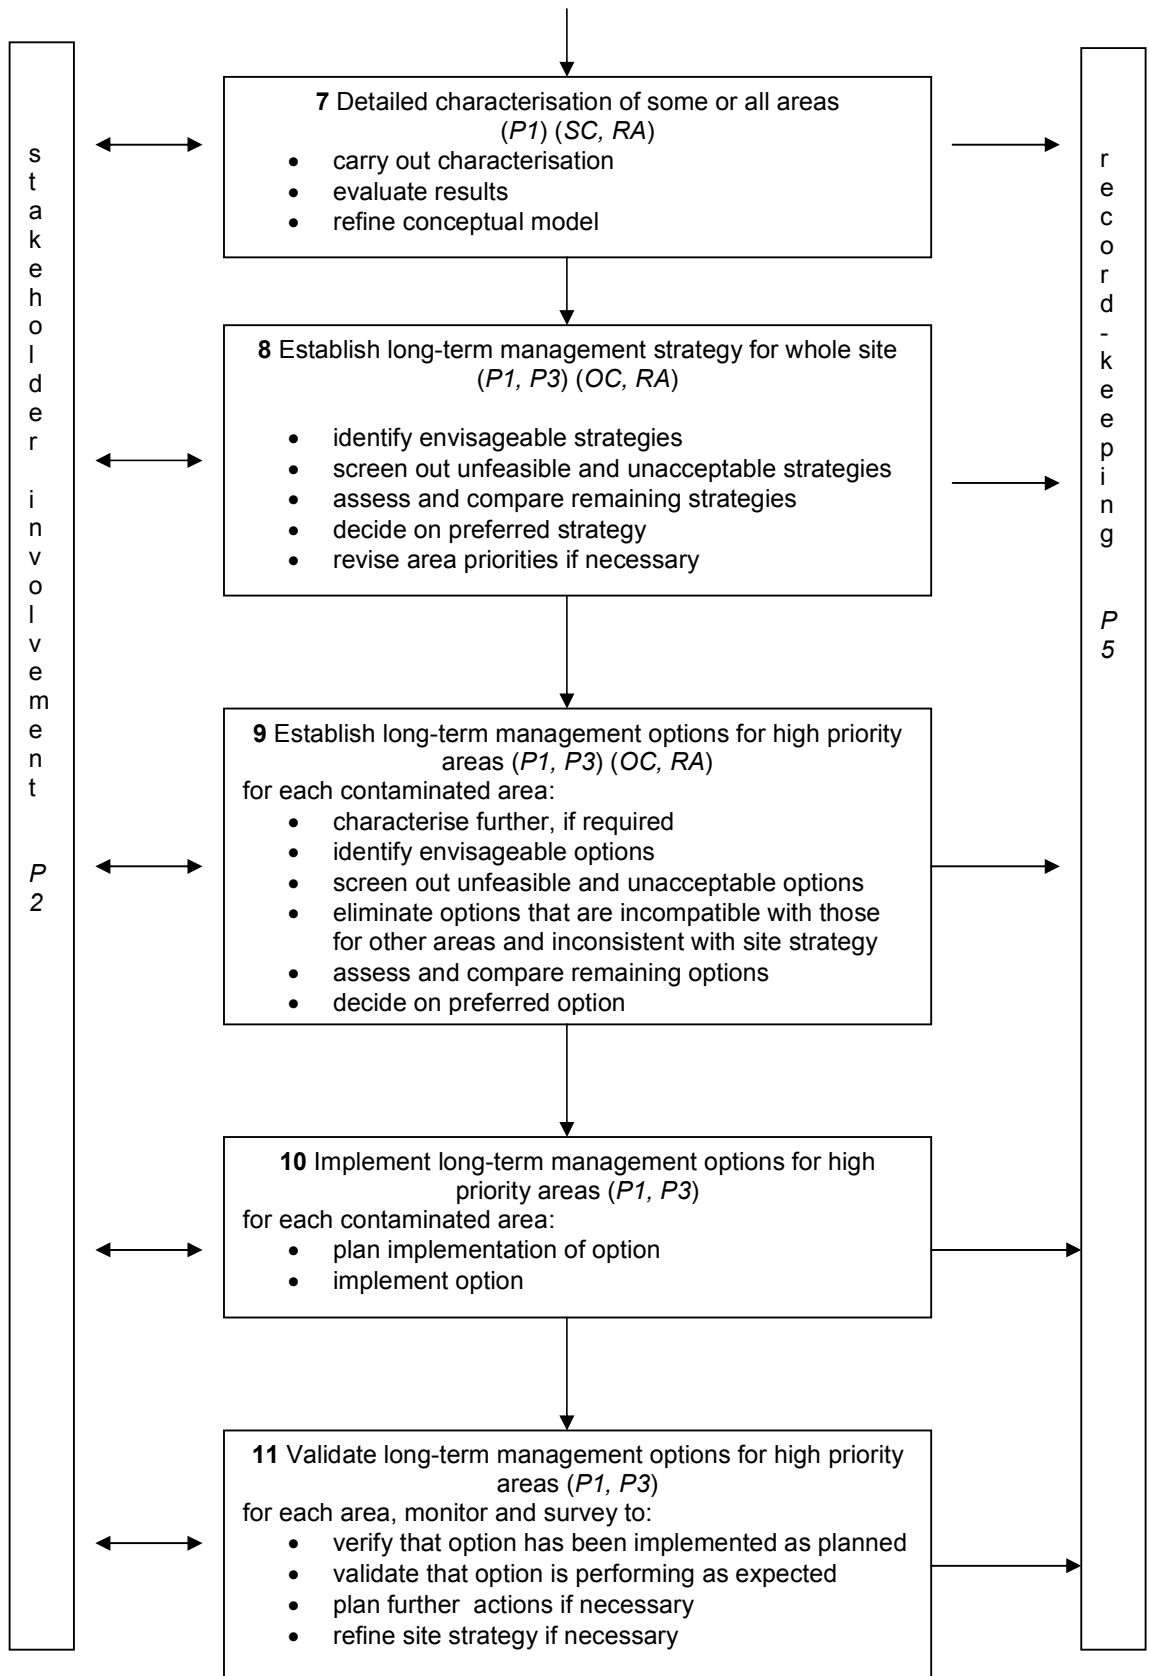 stakeholder involvement P2
7 Detailed characterisation of some or all areas
(P1) (SC, RA)
• carry out characterisation
• evaluate results
• refine conceptual model
8 Establish long-term management strategy for whole site
(P1, P3) (OC, RA)
• identify envisageable strategies
• screen out unfeasible and unacceptable strategies
• assess and compare remaining strategies
• decide on preferred strategy
• revise area priorities if necessary
9 Establish long-term management options for high priority
areas (P1, P3) (OC, RA)
for each contaminated area:
• characterise further, if required
• identify envisageable options
• screen out unfeasible and unacceptable options
• eliminate options that are incompatible with those
for other areas and inconsistent with site strategy
• assess and compare remaining options
• decide on preferred option
10 Implement long-term management options for high
priority areas (P1, P3)
for each contaminated area:
• plan implementation of option
• implement option
11 Validate long-term management options for high priority
areas (P1, P3)
for each area, monitor and survey to:
• verify that option has been implemented as planned
• validate that option is performing as expected
• plan further actions if necessary
• refine site strategy if necessary
record-keeping P5